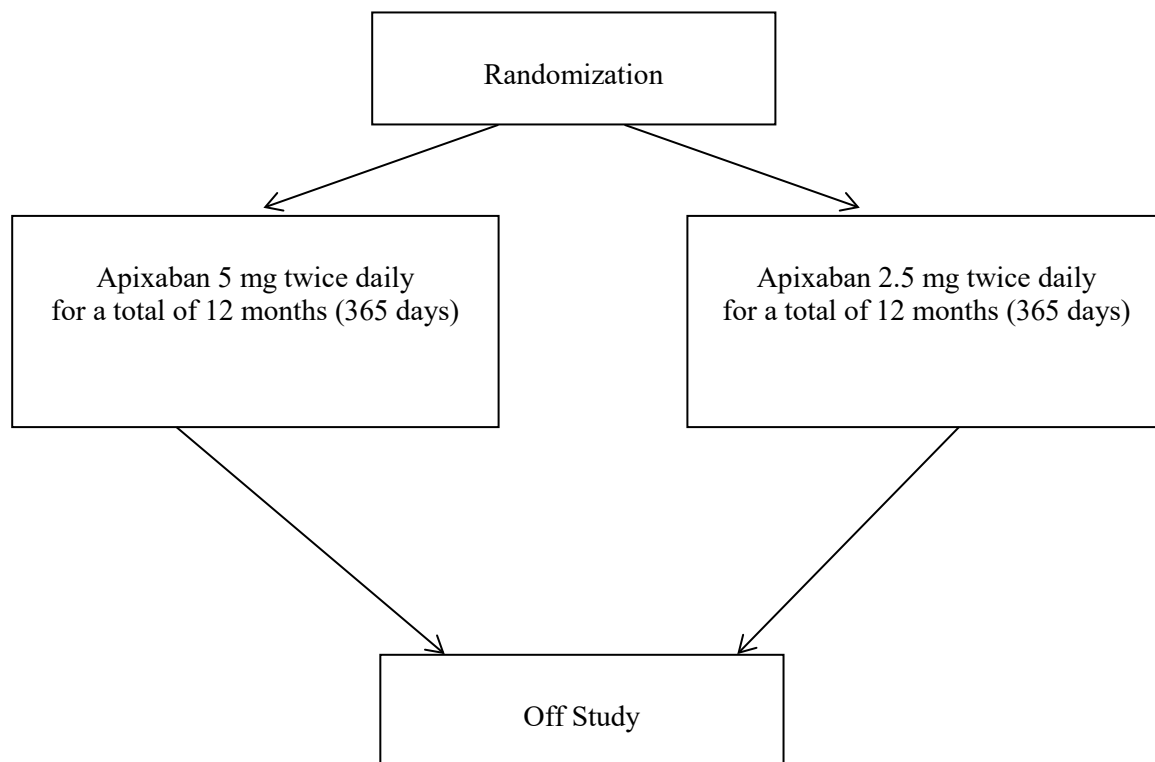 Randomization
Apixaban 5 mg twice daily
for a total of 12 months (365 days)
Apixaban 2.5 mg twice daily
for a total of 12 months (365 days)
Off Study